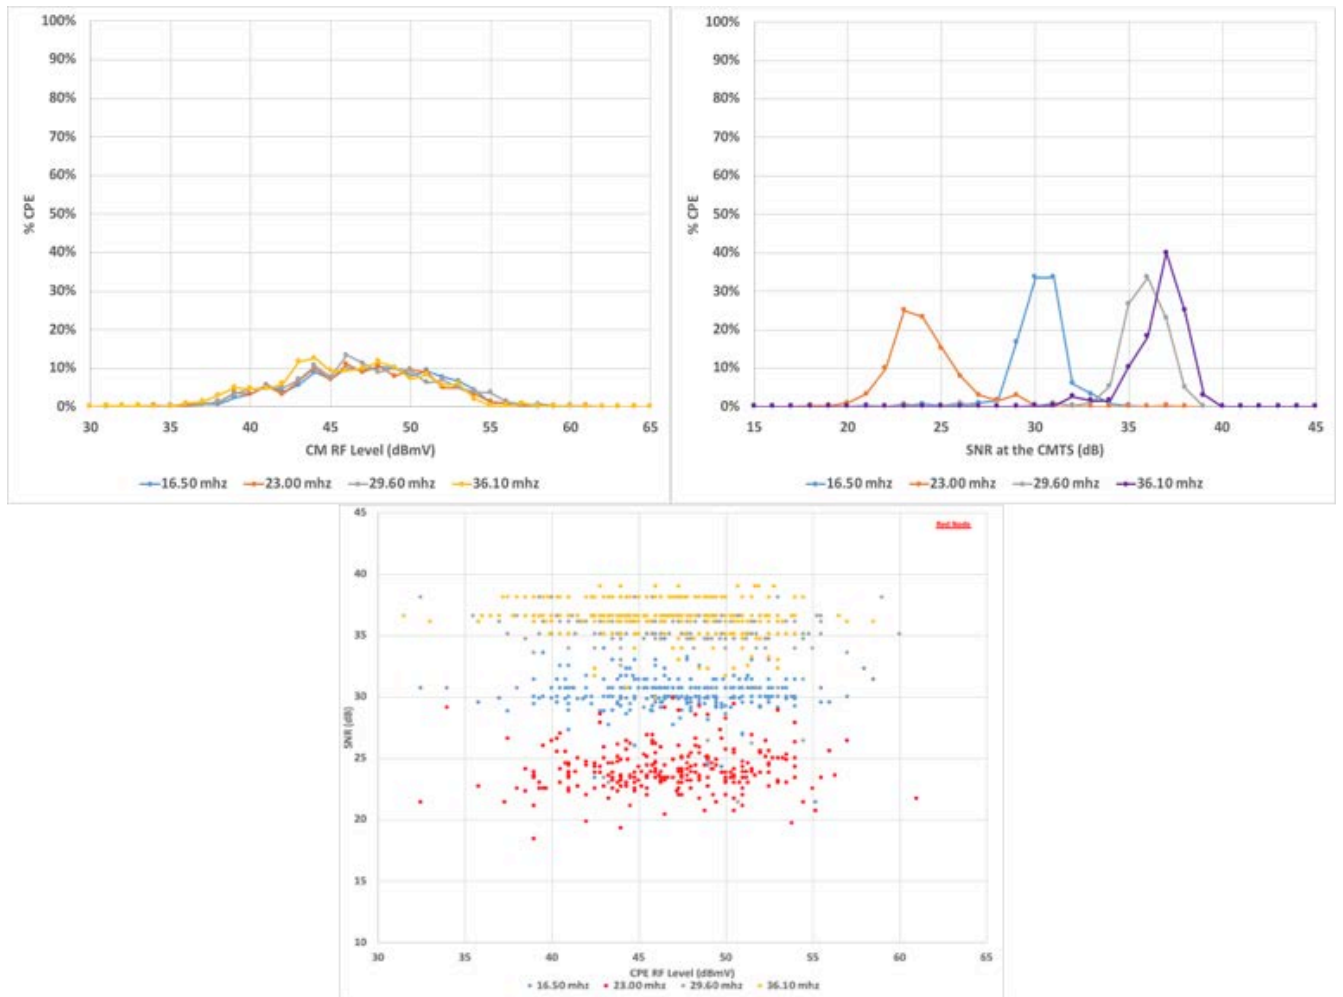 100%
90%
80%
70%
60%
50%
40%
30%
20%
10%
0%
% CPE
30 35 40 45 50 55 60 65
CM RF Level (dBmV)
16.50 mhz 23.00 mhz 29.60 mhz 36.10 mhz
100%
90%
80%
70%
60%
50%
40%
30%
20%
10%
0%
% CPE
15 20 25 30 35 40 45
SNR at the CMTS (dB)
16.50 mhz 23.00 mhz 29.60 mhz 36.10 mhz
Red Node
45
40
35
30
25
20
15
10
SNR (dB)
30 35 40 45 50 55 60 65
CPE RF Level (dBmV)
16.50 mhz 23.00 mhz 29.60 mhz 36.10 mhz